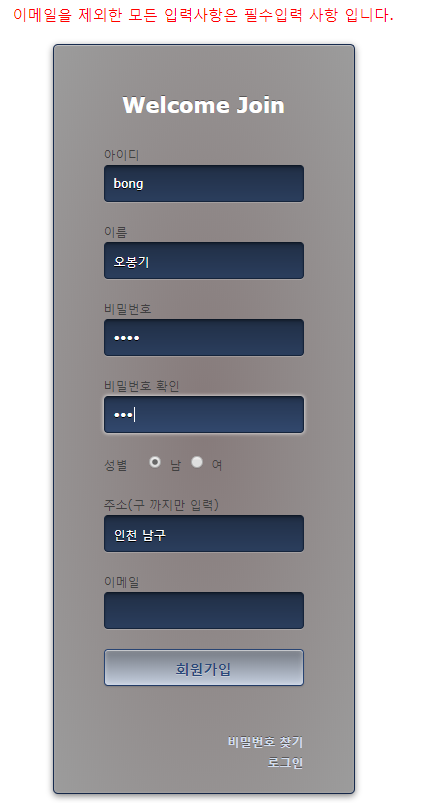 이메일을 제외한 모든 입력사항은 필수입력 사항 입니다.
Welcome Join
아이디
bong
이름
오봉기
비밀번호
••••
비밀번호 확인
•••
성별 남 여
주소(구 까지만 입력)
인천 남구
이메일
회원가입
비밀번호 찾기
로그인